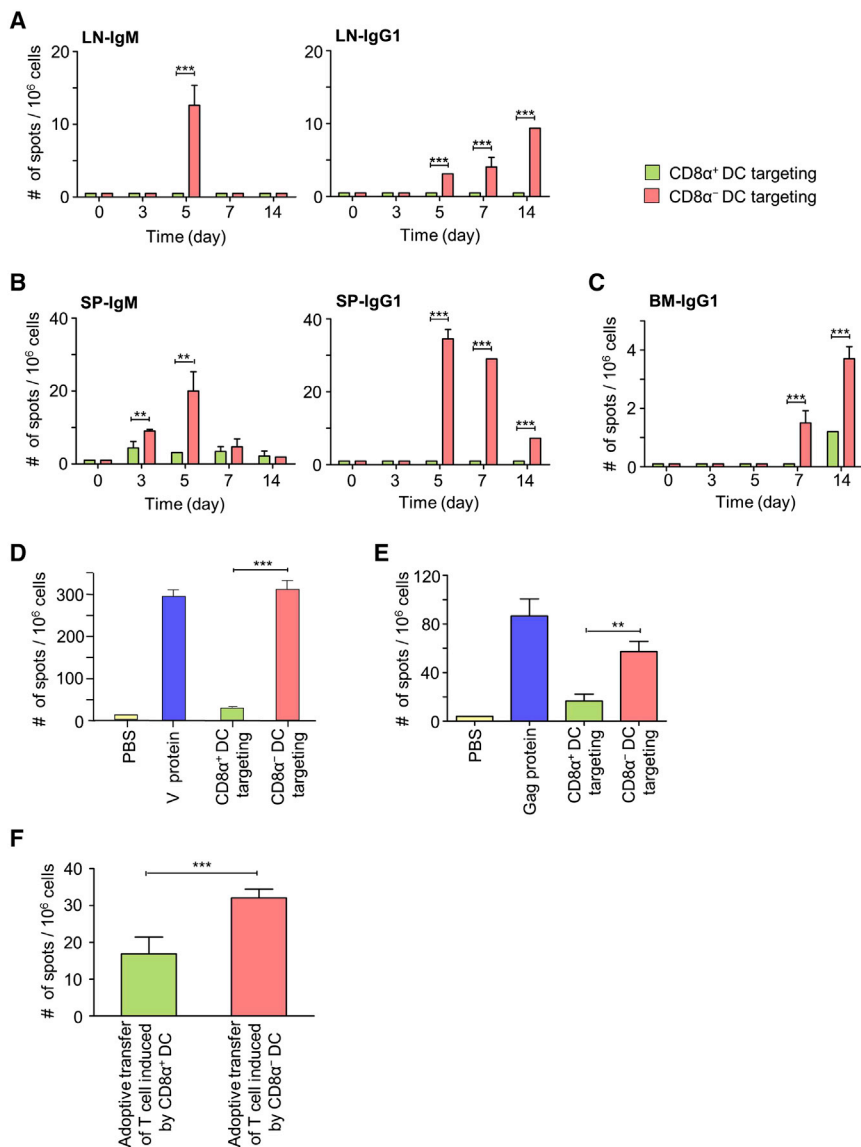 A
LN-IgM
LN-IgG1
# of spots / 10⁶ cells
20
15
10
5
0
***
0 3 5 7 14
Time (day)
20
15
10
5
0
***
***
***
0 3 5 7 14
Time (day)
CD8α⁺ DC targeting
CD8α⁻ DC targeting
B
SP-IgM
SP-IgG1
# of spots / 10⁶ cells
40
20
0
**
**
0 3 5 7 14
Time (day)
40
20
0
***
***
***
0 3 5 7 14
Time (day)
C
BM-IgG1
# of spots / 10⁶ cells
4
2
0
***
***
0 3 5 7 14
Time (day)
D
# of spots / 10⁶ cells
300
300
100
0
***
PBS
V protein
CD8α⁺ DC
targeting
CD8α⁻ DC
targeting
E
# of spots / 10⁶ cells
120
80
40
0
**
PBS
Gag protein
CD8α⁺ DC
targeting
CD8α⁻ DC
targeting
F
# of spots / 10⁶ cells
40
30
20
10
0
***
Adoptive transfer
of T cell induced
by CD8α⁺ DC
Adoptive transfer
of T cell induced
by CD8α⁻ DC